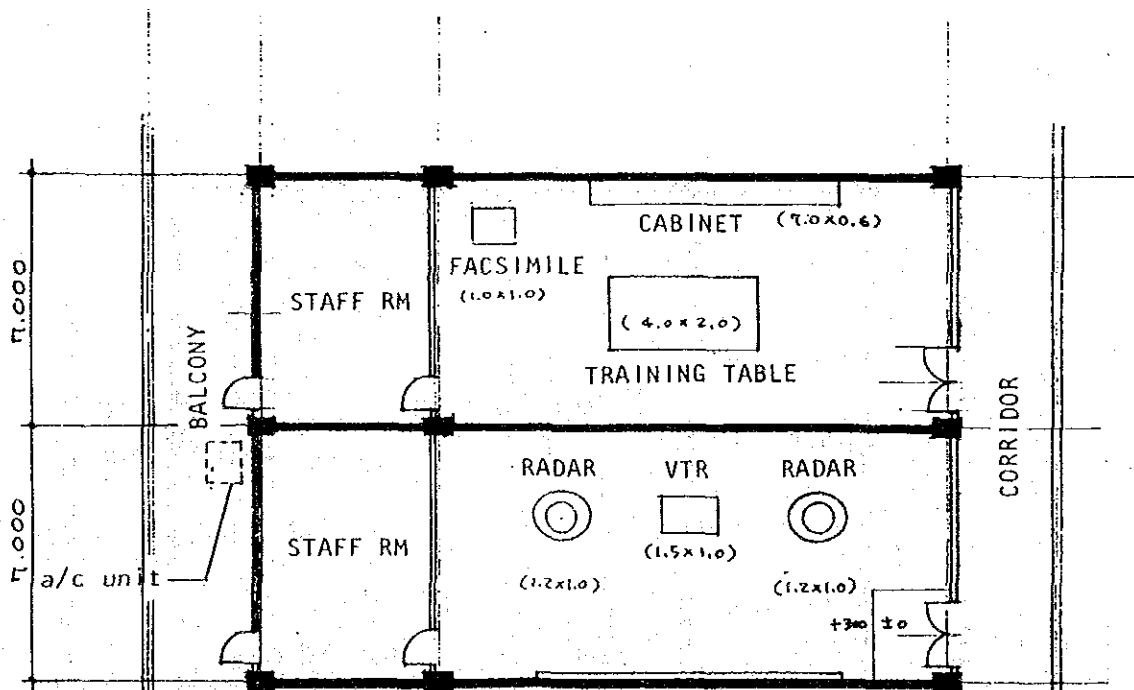 CABINET (7.0×0.6)
FACSIMILE
(1.0×1.0)
STAFF RM
(4.0×2.0)
TRAINING TABLE
7.000
BALCONY
CORRIDOR
RADAR VTR RADAR
STAFF RM
(1.5×1.0)
(1.2×1.0) (1.2×1.0)
7.000
a/c unit
+300 ±0